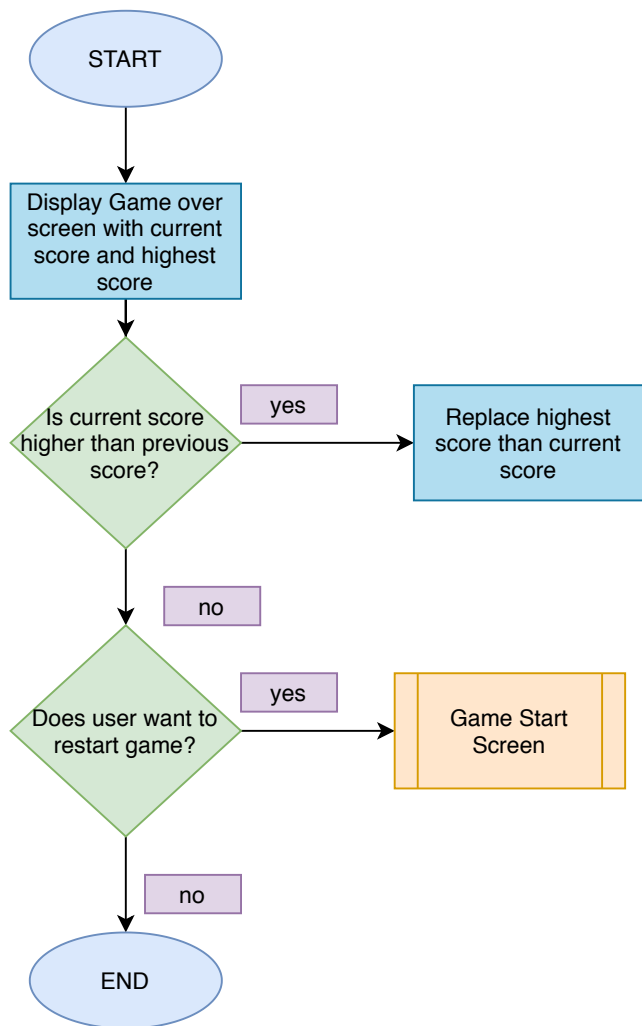 START
Display Game over
screen with current
score and highest
score
Is current score
higher than previous
score?
yes
Replace highest
score than current
score
no
Does user want to
restart game?
yes
Game Start
Screen
no
END